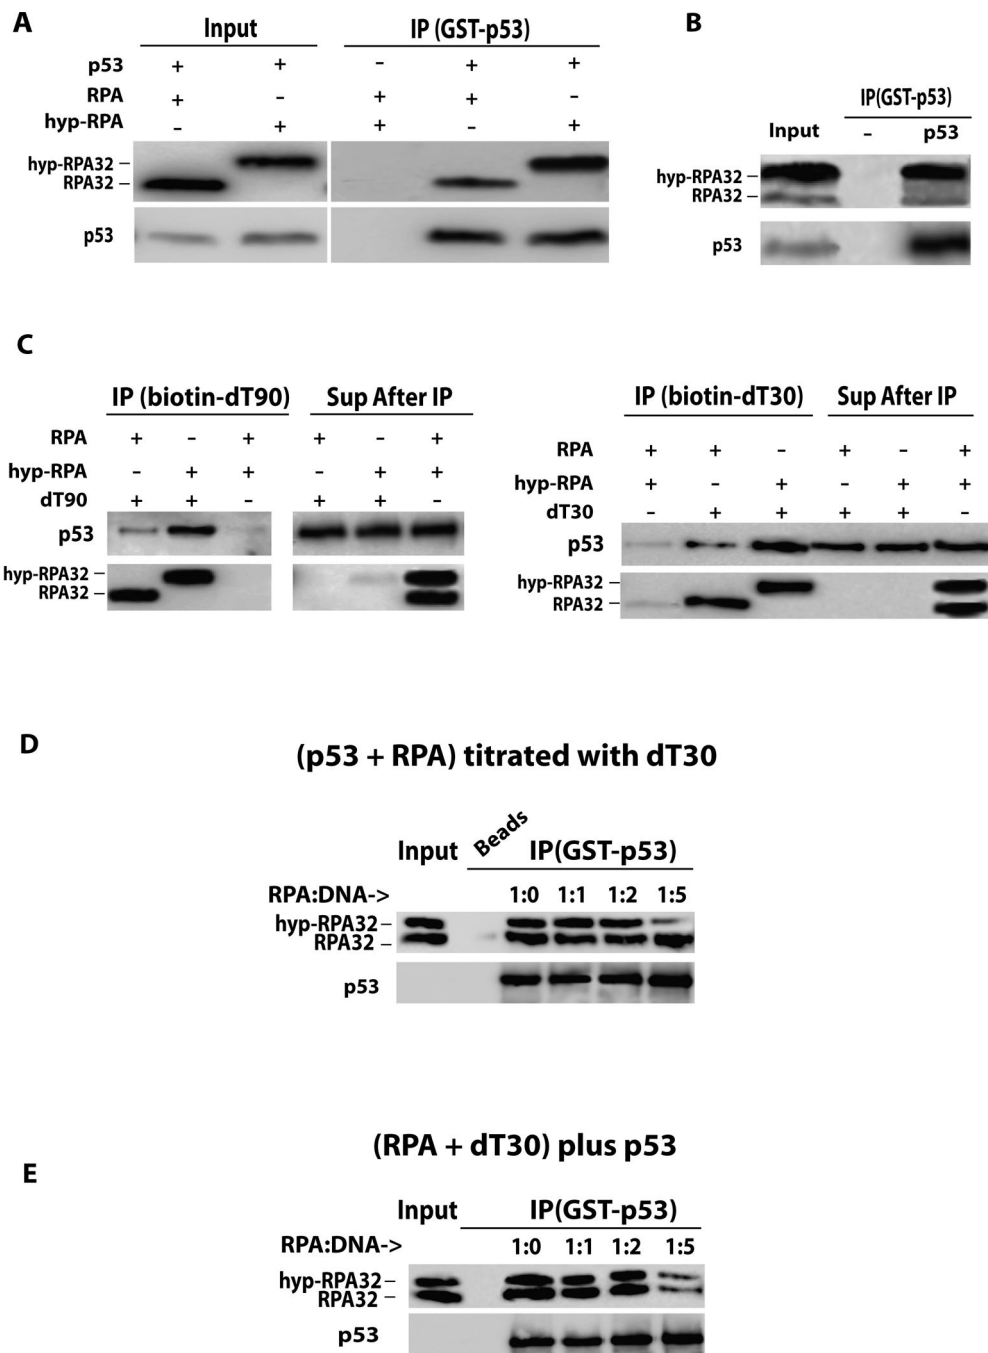 A
Input
IP (GST-p53)
p53 + + - + +
RPA + - + + -
hyp-RPA - + + - +
hyp-RPA32 –
RPA32 –
p53
B
IP(GST-p53)
Input - p53
hyp-RPA32 –
RPA32 –
p53
C
IP (biotin-dT90)
Sup After IP
RPA + - + + - +
hyp-RPA - + + - + +
dT90 + + - + + -
p53
hyp-RPA32 –
RPA32 –
IP (biotin-dT30)
Sup After IP
RPA + + - + - +
hyp-RPA + - + - + +
dT30 - + + + + -
p53
hyp-RPA32 –
RPA32 –
D
(p53 + RPA) titrated with dT30
Input Beads IP(GST-p53)
RPA:DNA-> 1:0 1:1 1:2 1:5
hyp-RPA32 –
RPA32 –
p53
E
(RPA + dT30) plus p53
Input IP(GST-p53)
RPA:DNA-> 1:0 1:1 1:2 1:5
hyp-RPA32 –
RPA32 –
p53